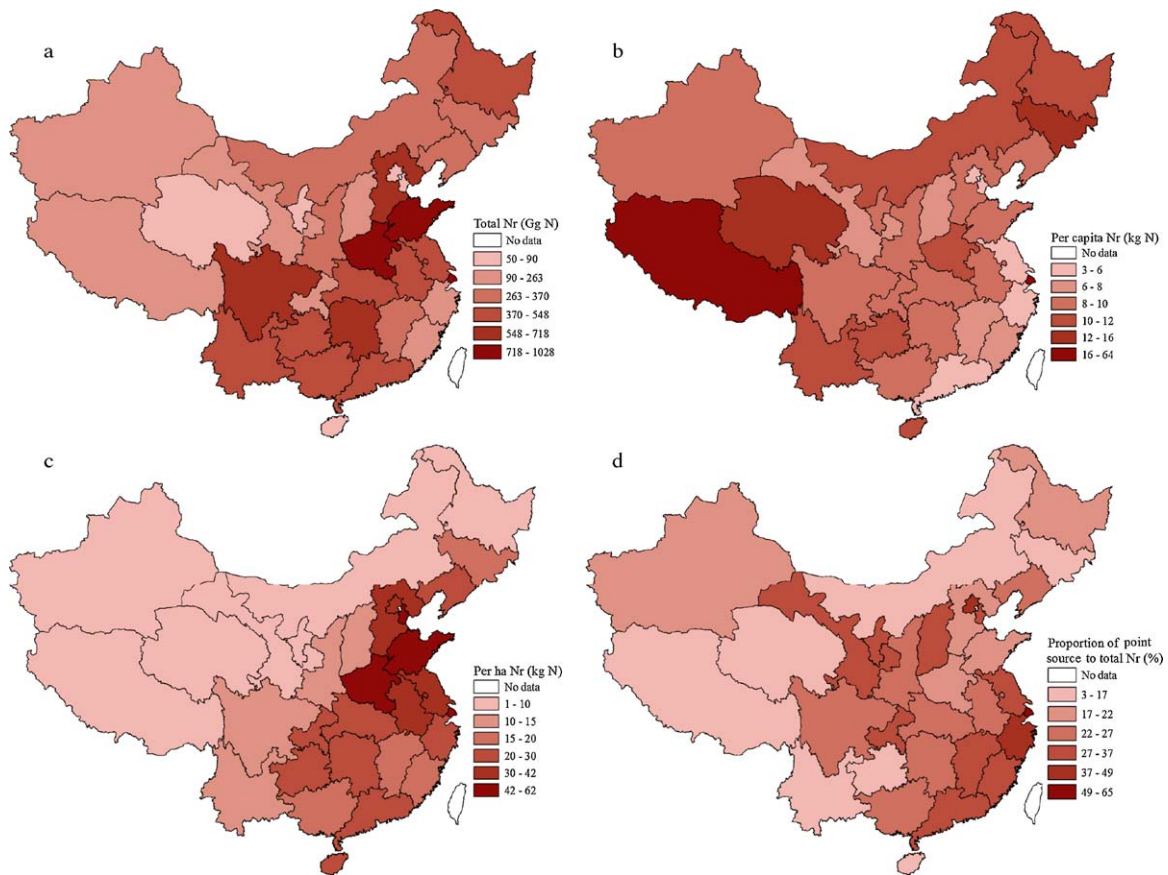 a
Total Nr (Gg N)
No data
50 - 90
90 - 263
263 - 370
370 - 548
548 - 718
718 - 1028
b
Per capita Nr (kg N)
No data
3 - 6
6 - 8
8 - 10
10 - 12
12 - 16
16 - 64
c
Per ha Nr (kg N)
No data
1 - 10
10 - 15
15 - 20
20 - 30
30 - 42
42 - 62
d
Proportion of point
source to total Nr (%)
No data
3 - 17
17 - 22
22 - 27
27 - 37
37 - 49
49 - 65